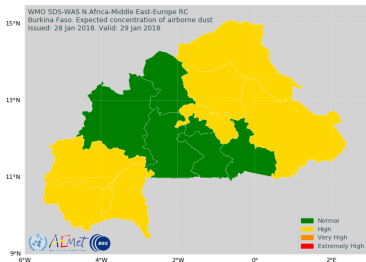 WMO SDS-WAS N.Africa-Middle East-Europe RC
Burkina Faso. Expected concentration of airborne dust
Issued: 28 Jan 2018. Valid: 29 Jan 2018
15°N
13°N
11°N
9°N
6°W
4°W
2°W
0°
2°E
Normal
High
Very High
Extremely High
AEmet
BSC